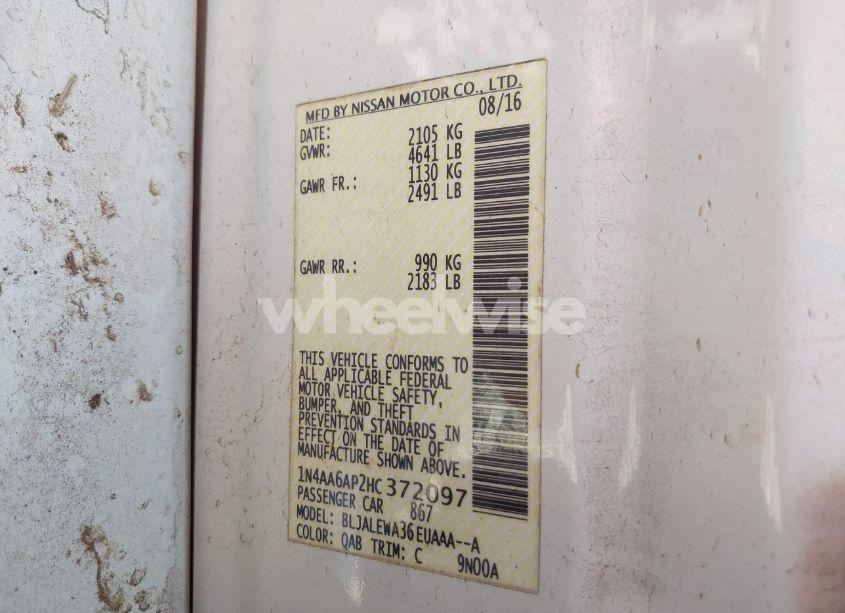 MFD BY NISSAN MOTOR CO., LTD.
DATE: 08/16
GVWR: 2105 KG
4641 LB
GAWR FR.: 1130 KG
2491 LB
GAWR RR.: 990 KG
2183 LB
wheelwise
THIS VEHICLE CONFORMS TO
ALL APPLICABLE FEDERAL
MOTOR VEHICLE SAFETY,
BUMPER, AND THEFT
PREVENTION STANDARDS IN
EFFECT ON THE DATE OF
MANUFACTURE SHOWN ABOVE.
1N4AA6AP2HC372097
PASSENGER CAR 867
MODEL: BLJALEWA36EUAAA--A
COLOR: QAB TRIM: C 9N00A